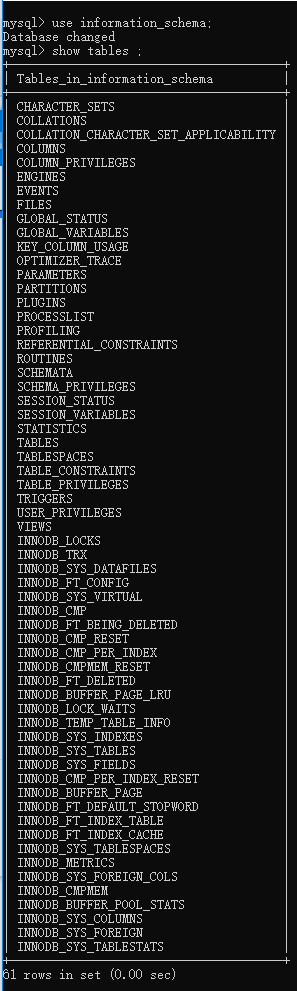 mysql> use information_schema;
Database changed
mysql> show tables ;
Tables_in_information_schema
CHARACTER_SETS
COLLATIONS
COLLATION_CHARACTER_SET_APPLICABILITY
COLUMNS
COLUMN_PRIVILEGES
ENGINES
EVENTS
FILES
GLOBAL_STATUS
GLOBAL_VARIABLES
KEY_COLUMN_USAGE
OPTIMIZER_TRACE
PARAMETERS
PARTITIONS
PLUGINS
PROCESSLIST
PROFILING
REFERENTIAL_CONSTRAINTS
ROUTINES
SCHEMATA
SCHEMA_PRIVILEGES
SESSION_STATUS
SESSION_VARIABLES
STATISTICS
TABLES
TABLESPACES
TABLE_CONSTRAINTS
TABLE_PRIVILEGES
TRIGGERS
USER_PRIVILEGES
VIEWS
INNODB_LOCKS
INNODB_TRX
INNODB_SYS_DATAFILES
INNODB_FT_CONFIG
INNODB_SYS_VIRTUAL
INNODB_CMP
INNODB_FT_BEING_DELETED
INNODB_CMP_RESET
INNODB_CMP_PER_INDEX
INNODB_CMPMEM_RESET
INNODB_FT_DELETED
INNODB_BUFFER_PAGE_LRU
INNODB_LOCK_WAITS
INNODB_TEMP_TABLE_INFO
INNODB_SYS_INDEXES
INNODB_SYS_TABLES
INNODB_SYS_FIELDS
INNODB_CMP_PER_INDEX_RESET
INNODB_BUFFER_PAGE
INNODB_FT_DEFAULT_STOPWORD
INNODB_FT_INDEX_TABLE
INNODB_FT_INDEX_CACHE
INNODB_SYS_TABLESPACES
INNODB_METRICS
INNODB_SYS_FOREIGN_COLS
INNODB_CMPMEM
INNODB_BUFFER_POOL_STATS
INNODB_SYS_COLUMNS
INNODB_SYS_FOREIGN
INNODB_SYS_TABLESTATS
61 rows in set (0.00 sec)